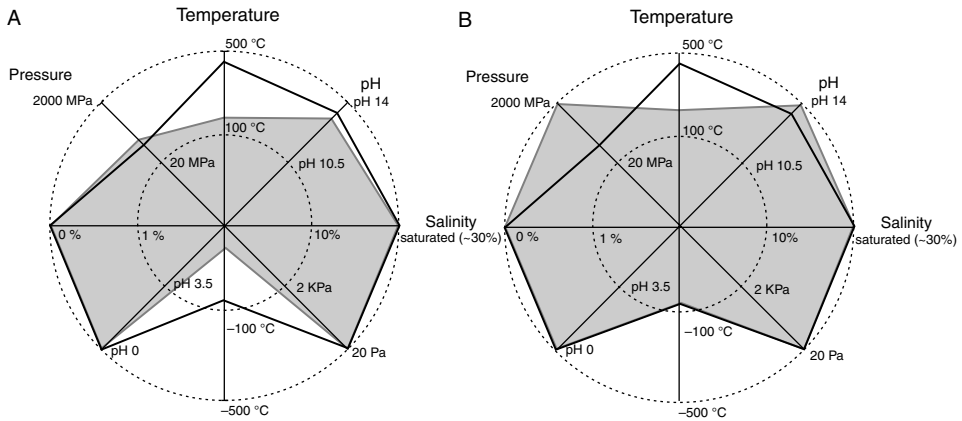 A
Temperature
500 °C
Pressure
2000 MPa
pH
pH 14
100 °C
20 MPa
pH 10.5
Salinity
saturated (~30%)
0 %
1 %
10%
pH 3.5
2 KPa
−100 °C
pH 0
20 Pa
−500 °C
B
Temperature
500 °C
Pressure
2000 MPa
pH
pH 14
100 °C
20 MPa
pH 10.5
Salinity
saturated (~30%)
0 %
1 %
10%
pH 3.5
2 KPa
−100 °C
pH 0
20 Pa
−500 °C